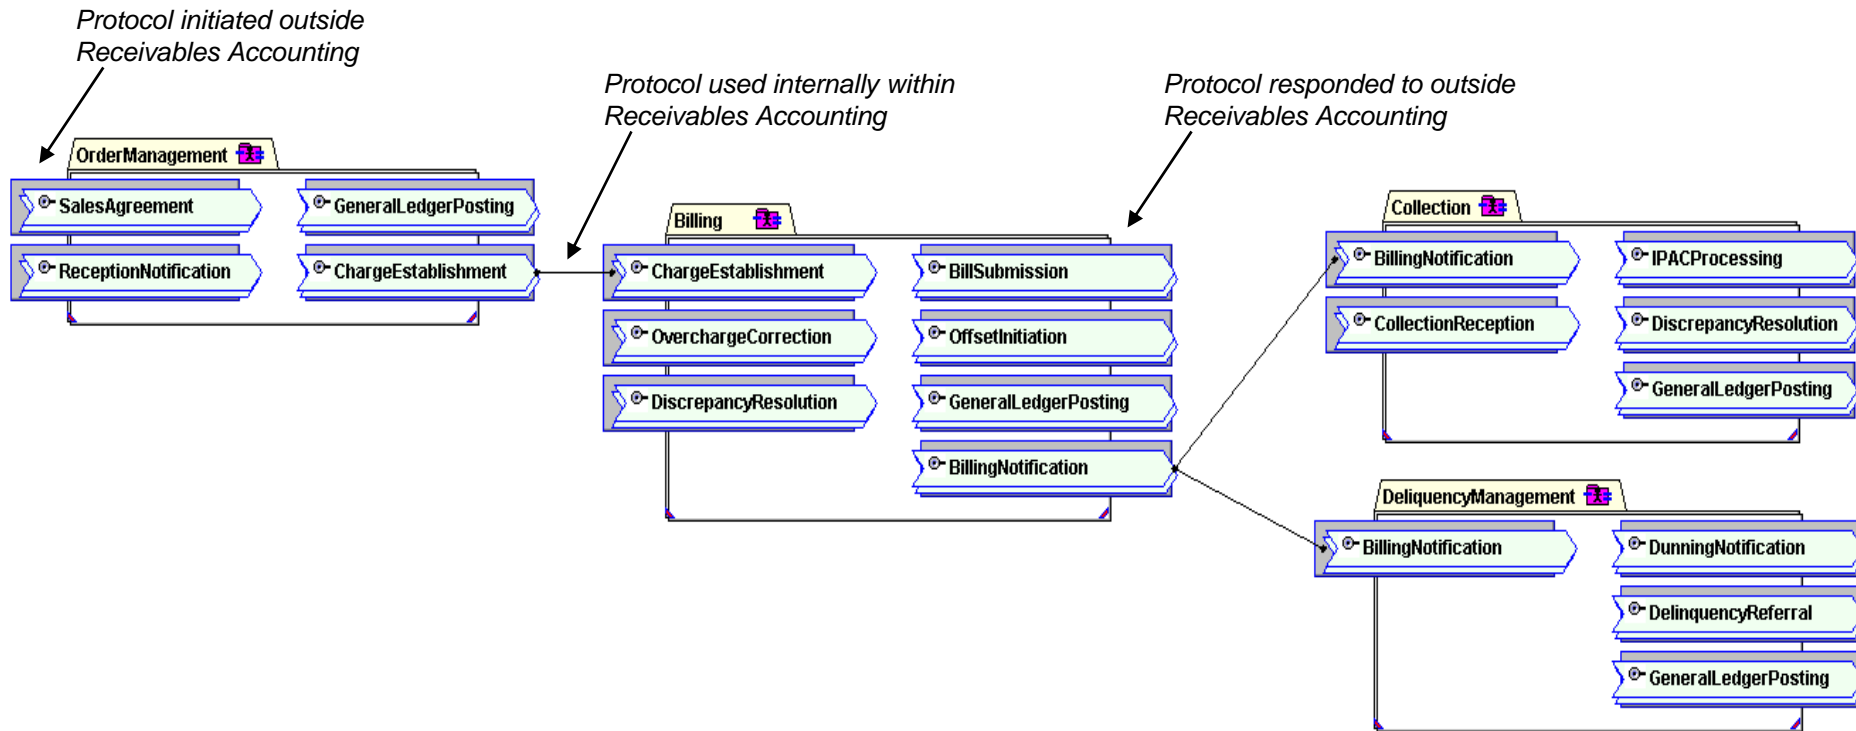 Protocol initiated outside
Receivables Accounting
Protocol used internally within
Receivables Accounting
Protocol responded to outside
Receivables Accounting
OrderManagement
SalesAgreement
GeneralLedgerPosting
ReceptionNotification
ChargeEstablishment
Billing
ChargeEstablishment
BillSubmission
OverchargeCorrection
OffsetInitiation
DiscrepancyResolution
GeneralLedgerPosting
BillingNotification
Collection
BillingNotification
IPACProcessing
CollectionReception
DiscrepancyResolution
GeneralLedgerPosting
DeliquencyManagement
BillingNotification
DunningNotification
DelinquencyReferral
GeneralLedgerPosting